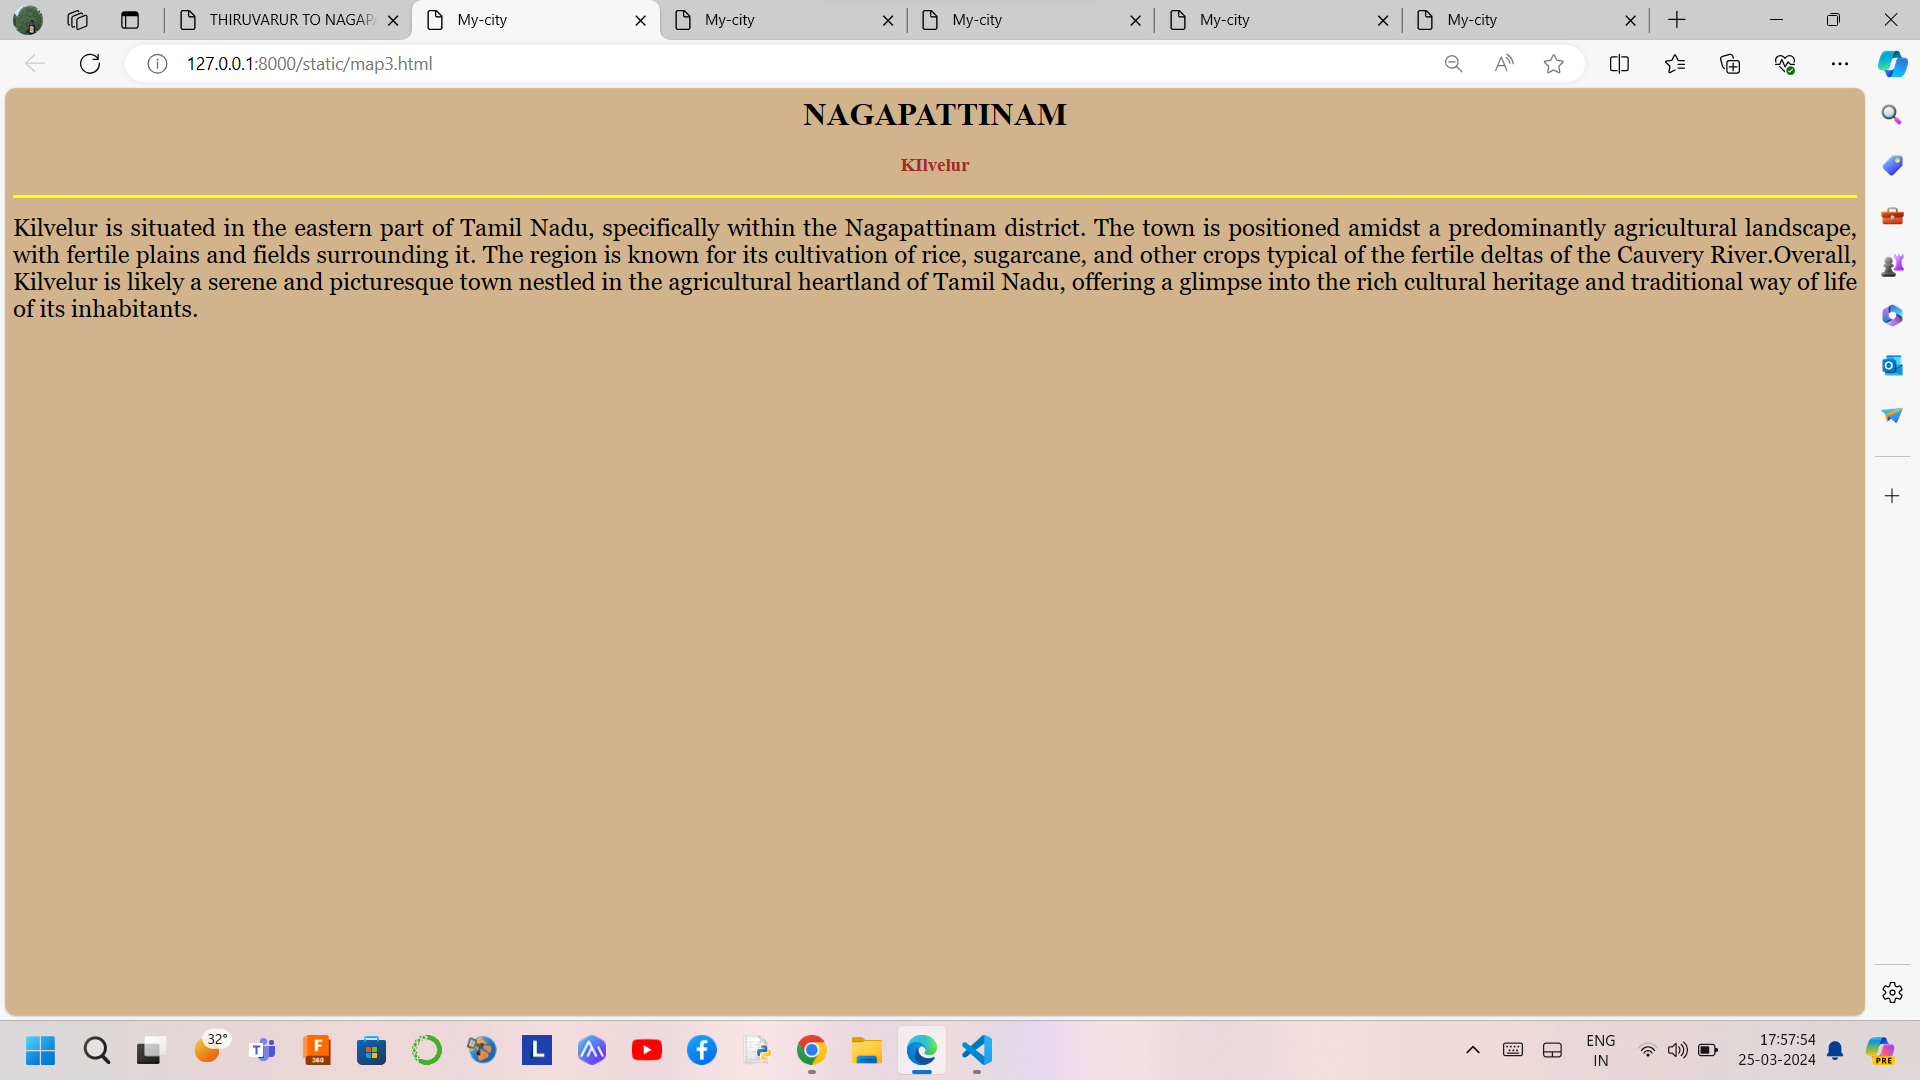 THIRUVARUR TO NAGAP
My-city
My-city
My-city
My-city
My-city
127.0.0.1:8000/static/map3.html
NAGAPATTINAM
KIlvelur
Kilvelur is situated in the eastern part of Tamil Nadu, specifically within the Nagapattinam district. The town is positioned amidst a predominantly agricultural landscape,
with fertile plains and fields surrounding it. The region is known for its cultivation of rice, sugarcane, and other crops typical of the fertile deltas of the Cauvery River.Overall,
Kilvelur is likely a serene and picturesque town nestled in the agricultural heartland of Tamil Nadu, offering a glimpse into the rich cultural heritage and traditional way of life
of its inhabitants.
32°
F
360
L
ENG
IN
17:57:54
25-03-2024
PRE